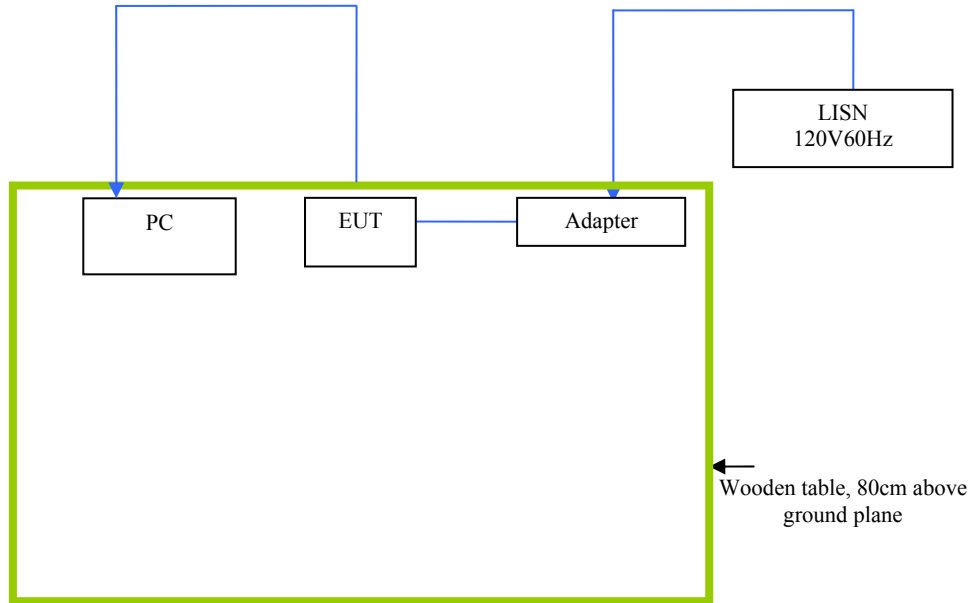 LISN
120V60Hz
PC
EUT
Adapter
Wooden table, 80cm above
ground plane